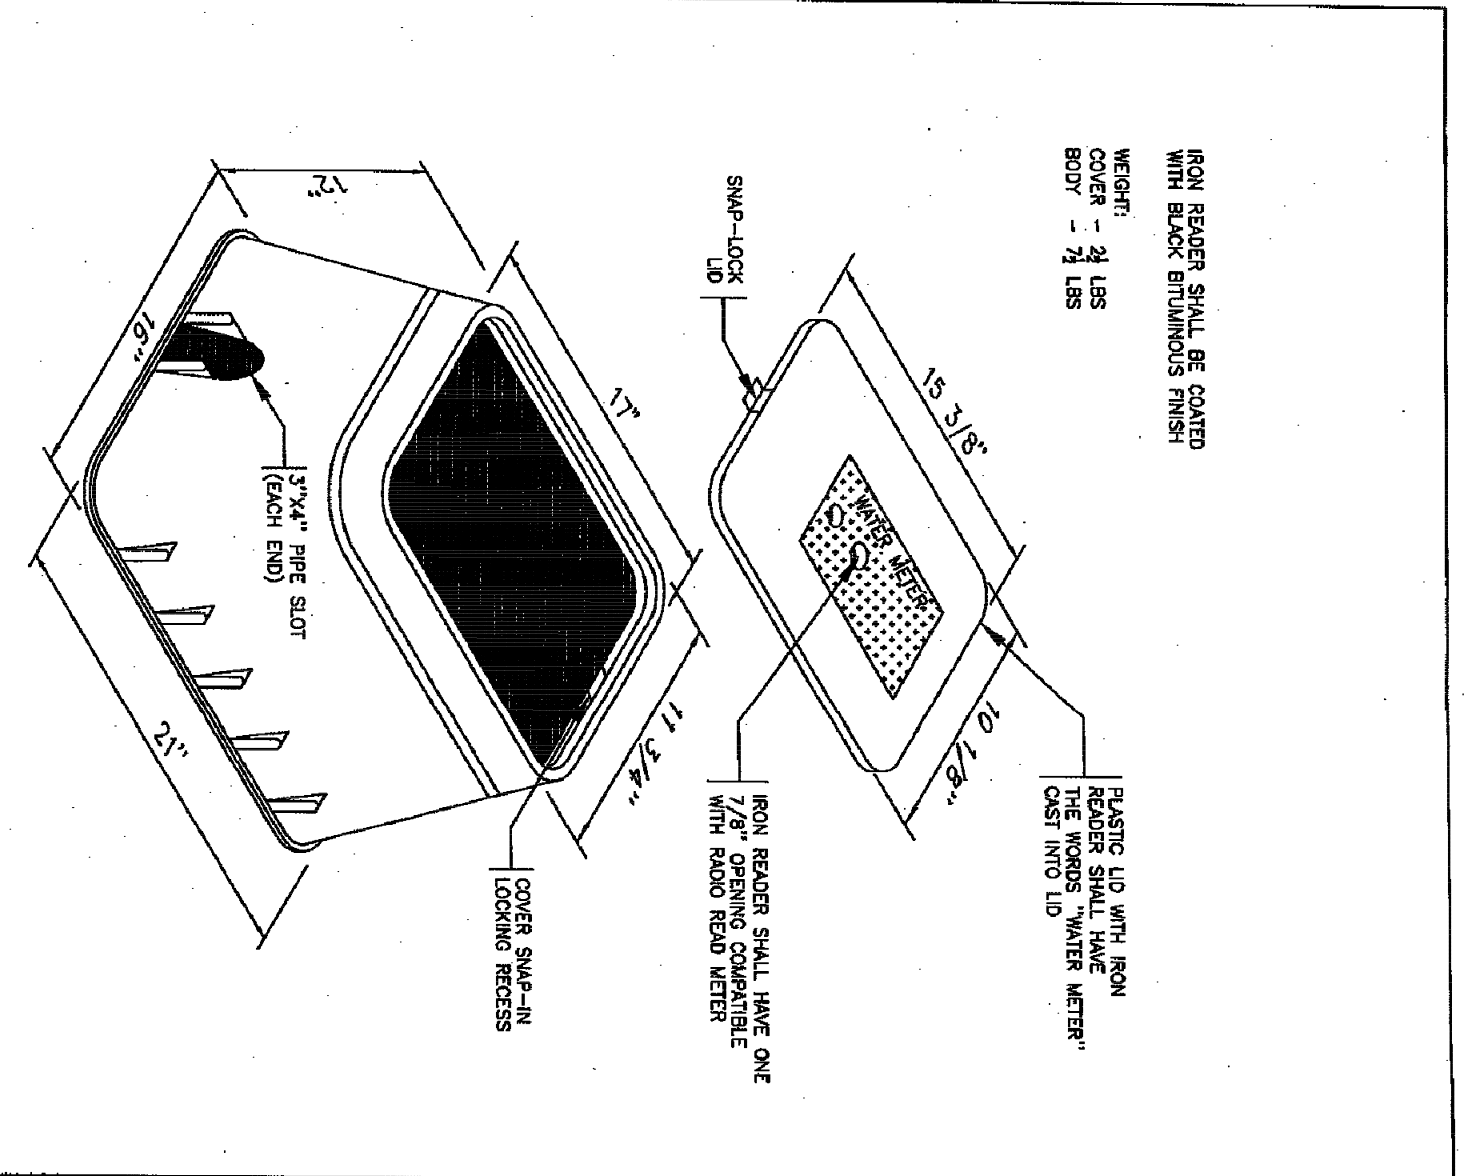 IRON READER SHALL BE COATED
WITH BLACK BITUMINOUS FINISH
WEIGHT:
COVER - 2½ LBS
BODY - 7½ LBS
15 3/8"
10 1/8"
PLASTIC LID WITH IRON
READER SHALL HAVE
THE WORDS "WATER METER"
CAST INTO LID
WATER METER
SNAP-LOCK
LID
IRON READER SHALL HAVE ONE
7/8" OPENING COMPATIBLE
WITH RADIO READ METER
17"
11 3/4"
COVER SNAP-IN
LOCKING RECESS
12"
3"X4" PIPE SLOT
(EACH END)
16"
21"